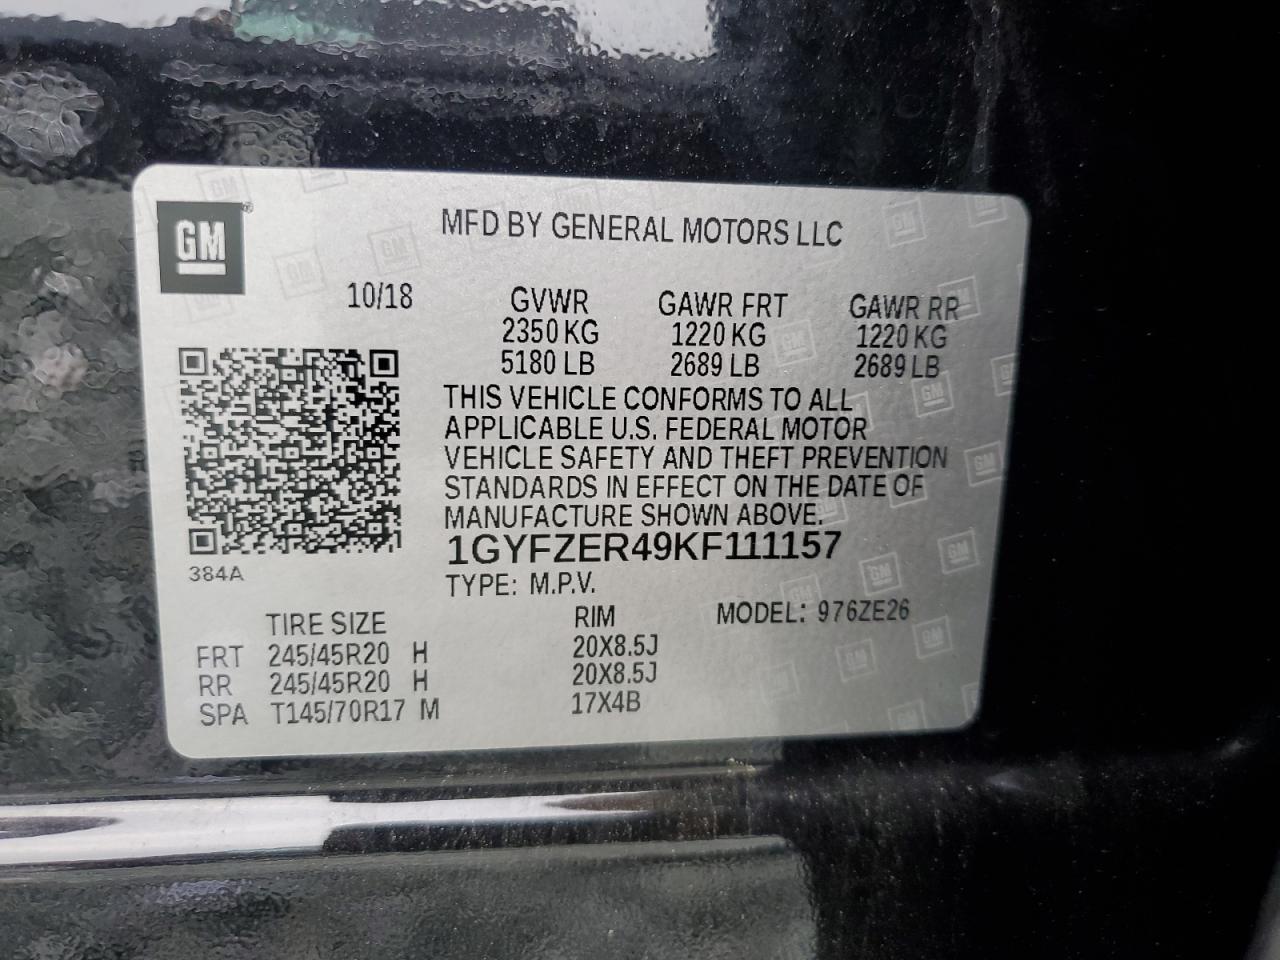 GM
MFD BY GENERAL MOTORS LLC
10/18 GVWR GAWR FRT GAWR RR
2350 KG 1220 KG 1220 KG
5180 LB 2689 LB 2689 LB
THIS VEHICLE CONFORMS TO ALL
APPLICABLE U.S. FEDERAL MOTOR
VEHICLE SAFETY AND THEFT PREVENTION
STANDARDS IN EFFECT ON THE DATE OF
MANUFACTURE SHOWN ABOVE.
1GYFZER49KF111157
384A
TYPE: M.P.V.
TIRE SIZE RIM MODEL: 976ZE26
FRT 245/45R20 H 20X8.5J
RR 245/45R20 H 20X8.5J
SPA T145/70R17 M 17X4B